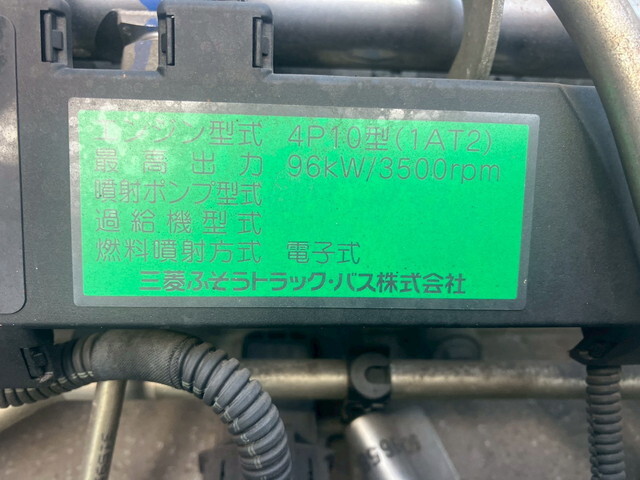 エンジン型式 4P10型(1AT2)
最高出力 96kW/3500rpm
噴射ポンプ型式
過給機型式
燃料噴射方式 電子式
三菱ふそうトラック・バス株式会社